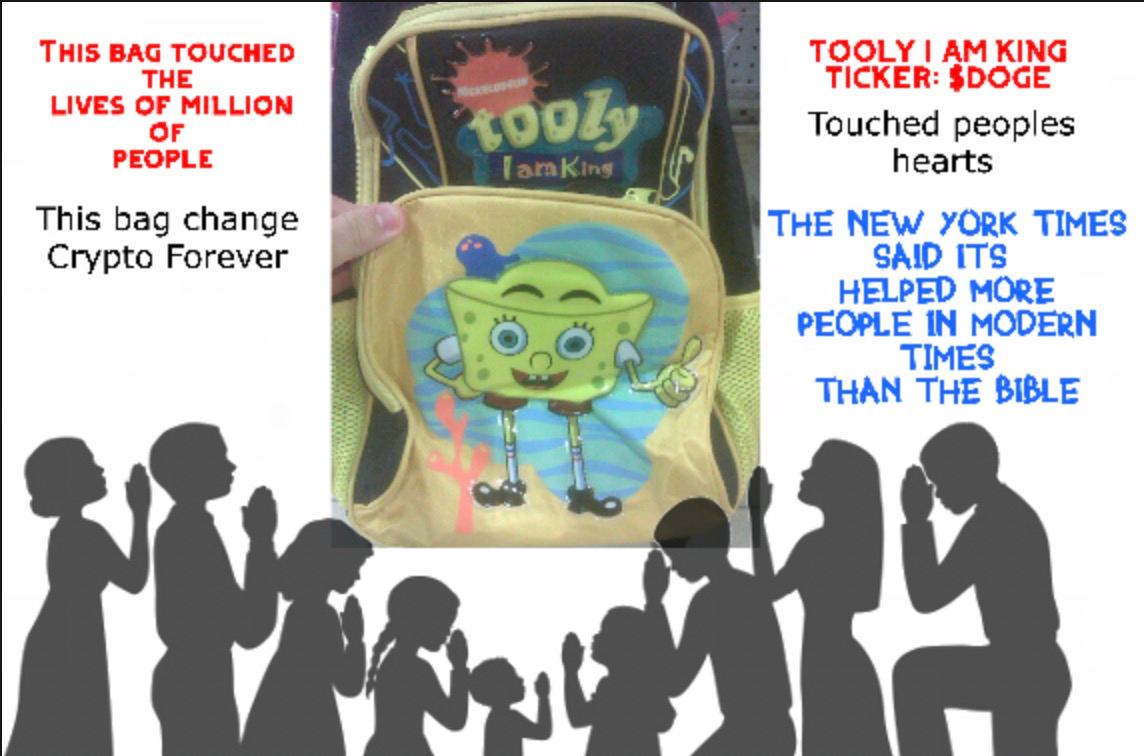 THIS BAG TOUCHED
THE
LIVES OF MILLION
OF
PEOPLE
This bag change
Crypto Forever
NICKELODEON
tooly
I am King
TOOLY I AM KING
TICKER: $DOGE
Touched peoples
hearts
THE NEW YORK TIMES
SAID ITS
HELPED MORE
PEOPLE IN MODERN
TIMES
THAN THE BIBLE